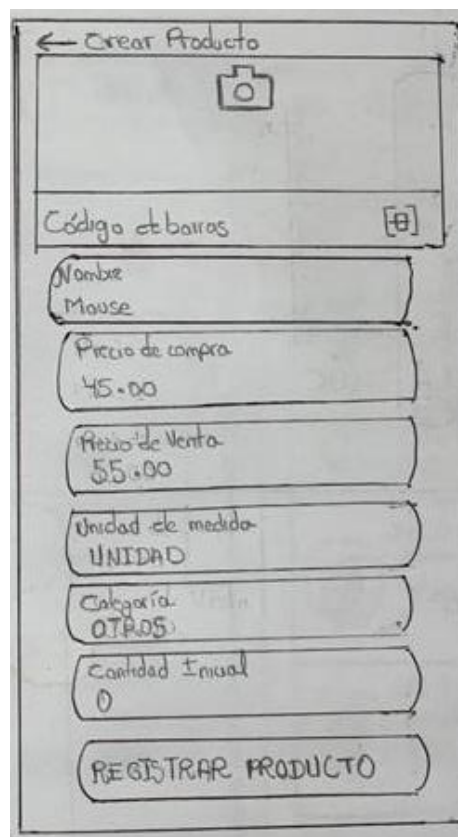 ← Crear Producto
Código de barras
Nombre
Mouse
Precio de compra
45.00
Precio de Venta
55.00
Unidad de medida
UNIDAD
Categoría
OTROS
Cantidad Inicial
0
REGISTRAR PRODUCTO